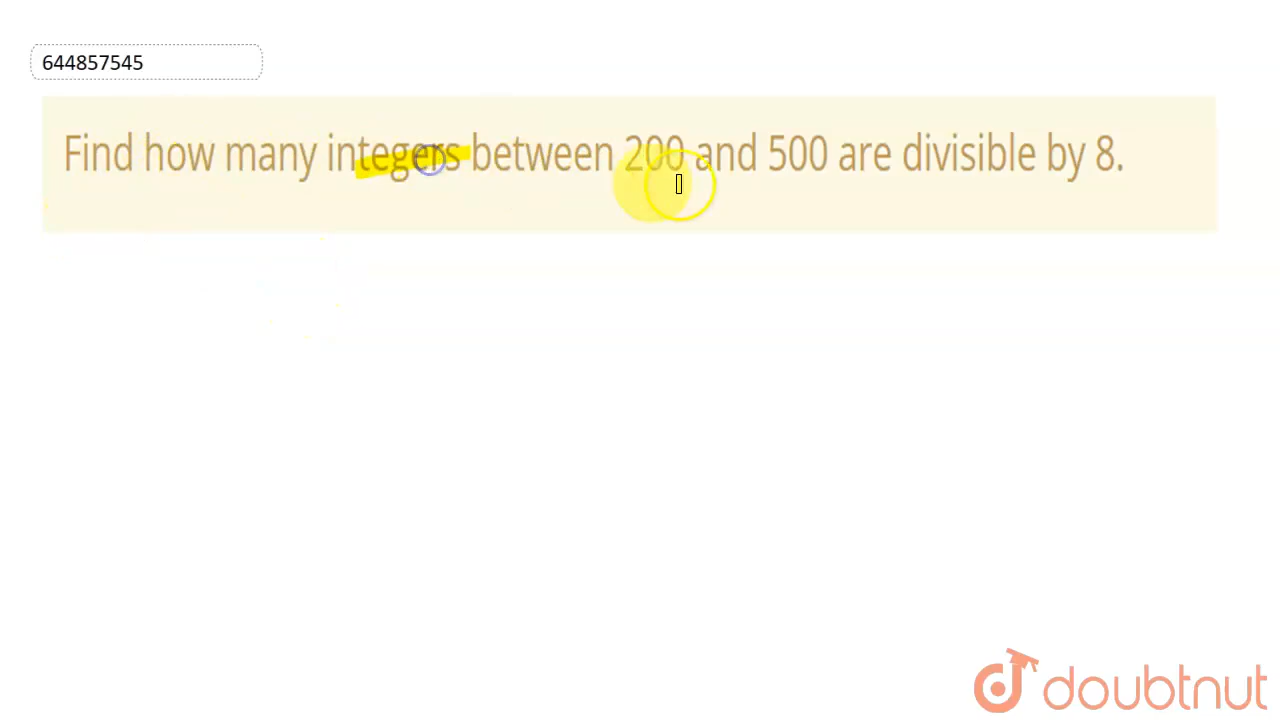 644857545
Find how many integers between 200 and 500 are divisible by 8.
doubtnut